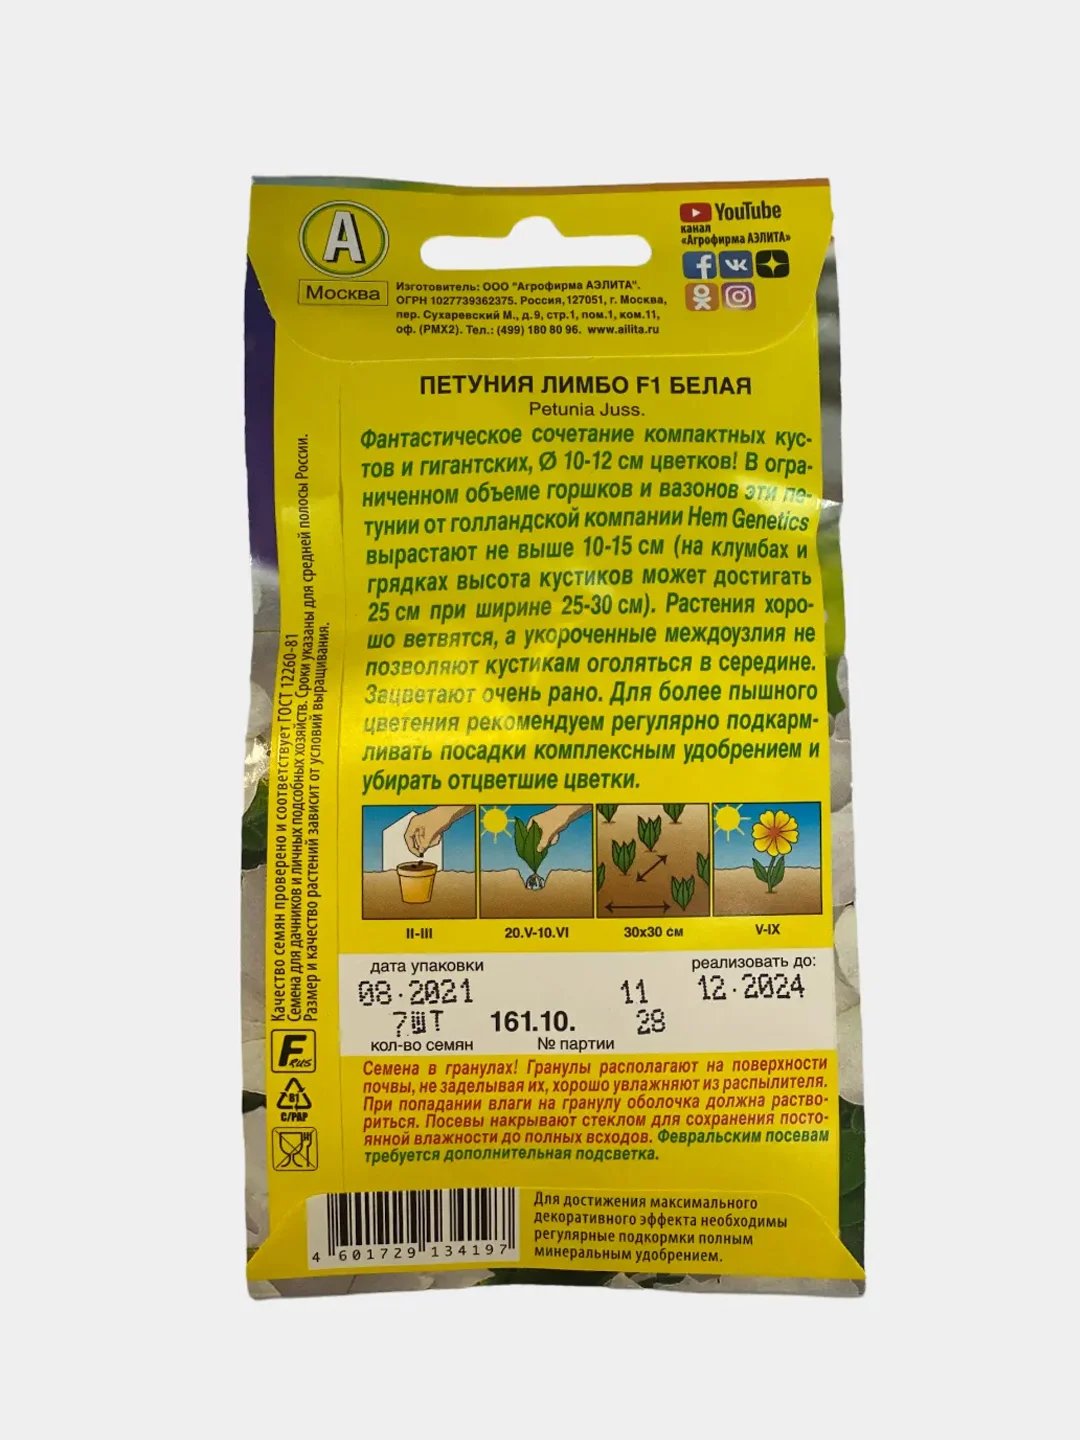 A
Москва
Изготовитель: ООО "Агрофирма АЭЛИТА".
ОГРН 1027739362375. Россия,127051, г. Москва,
пер. Сухаревский М., д.9, стр.1, пом.1, ком.11,
оф. (РМХ2). Тел.: (499) 180 80 96. www.ailita.ru
YouTube
канал
«Агрофирма АЭЛИТА»
ПЕТУНИЯ ЛИМБО F1 БЕЛАЯ
Petunia Juss.
Фантастическое сочетание компактных кус-
тов и гигантских, Ø 10-12 см цветков! В огра-
ниченном объеме горшков и вазонов эти пе-
тунии от голландской компании Hem Genetics
вырастают не выше 10-15 см (на клумбах и
грядках высота кустиков может достигать
25 см при ширине 25-30 см). Растения хоро-
шо ветвятся, а укороченные междоузлия не
позволяют кустикам оголяться в середине.
Зацветают очень рано. Для более пышного
цветения рекомендуем регулярно подкарм-
ливать посадки комплексным удобрением и
убирать отцветшие цветки.
II-III
20.V-10.VI
30x30 см
V-IX
дата упаковки
реализовать до:
08.2021
11
12.2024
7шт
161.10.
28
кол-во семян
№ партии
Семена в гранулах! Гранулы располагают на поверхности
почвы, не заделывая их, хорошо увлажняют из распылителя.
При попадании влаги на гранулу оболочка должна раство-
риться. Посевы накрывают стеклом для сохранения посто-
янной влажности до полных всходов. Февральским посевам
требуется дополнительная подсветка.
Качество семян проверено и соответствует ГОСТ 12260-81
Семена для дачников и личных подсобных хозяйств. Сроки указаны для средней полосы России.
Размер и качество растений зависит от условий выращивания.
F RUS
81
C/PAP
4 601729 134197
Для достижения максимального
декоративного эффекта необходимы
регулярные подкормки полным
минеральным удобрением.